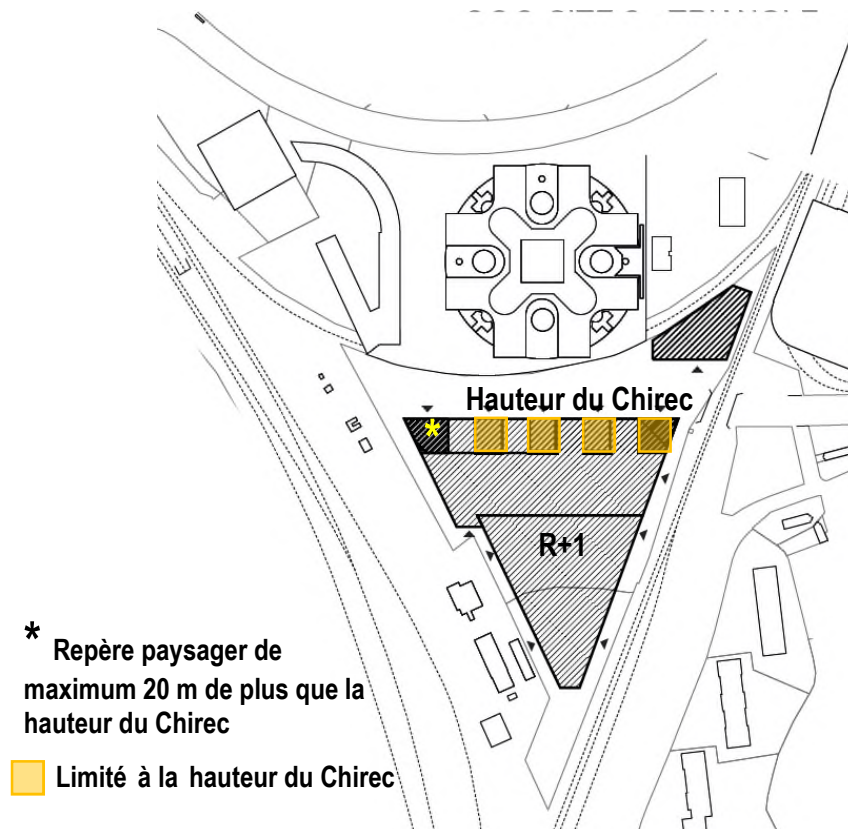 Hauteur du Chirec
*
R+1
* Repère paysager de
maximum 20 m de plus que la
hauteur du Chirec
Limité à la hauteur du Chirec